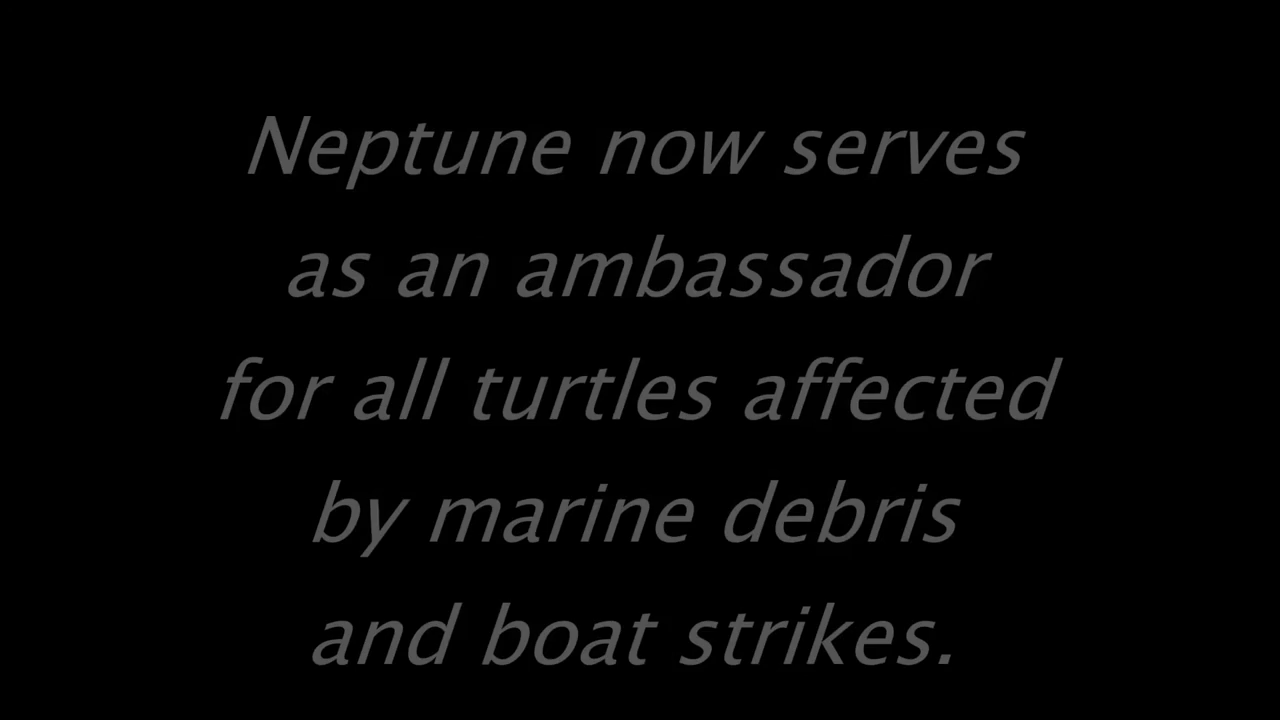 Neptune now serves
as an ambassador
for all turtles affected
by marine debris
and boat strikes.